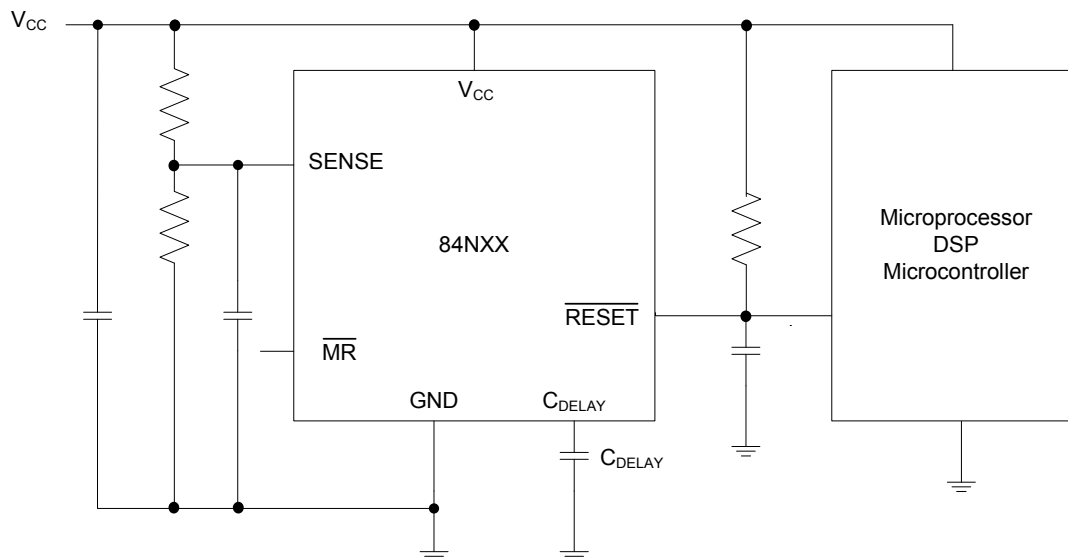 VCC
VCC
SENSE
84NXX
Microprocessor
DSP
Microcontroller
RESET
MR
GND
CDELAY
CDELAY